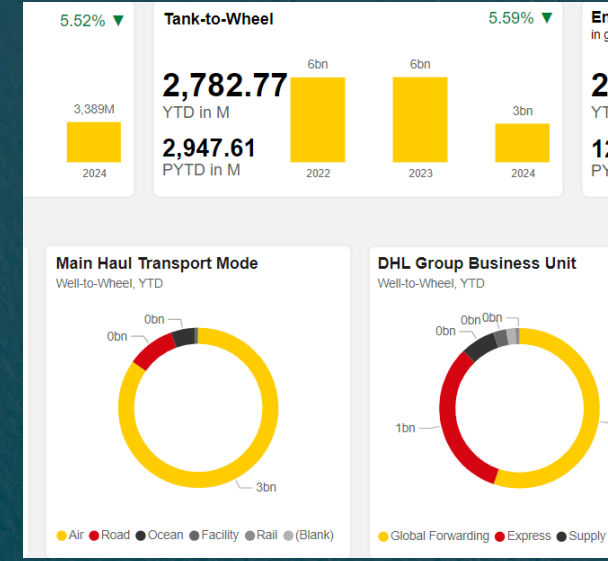 5.52% ▼
3,389M
2024
Tank-to-Wheel
5.59% ▼
2,782.77
YTD in M
2,947.61
PYTD in M
6bn
6bn
3bn
2022
2023
2024
Main Haul Transport Mode
Well-to-Wheel, YTD
0bn
0bn
3bn
Air Road Ocean Facility Rail (Blank)
DHL Group Business Unit
Well-to-Wheel, YTD
0bn 0bn
0bn
1bn
Global Forwarding Express Supply